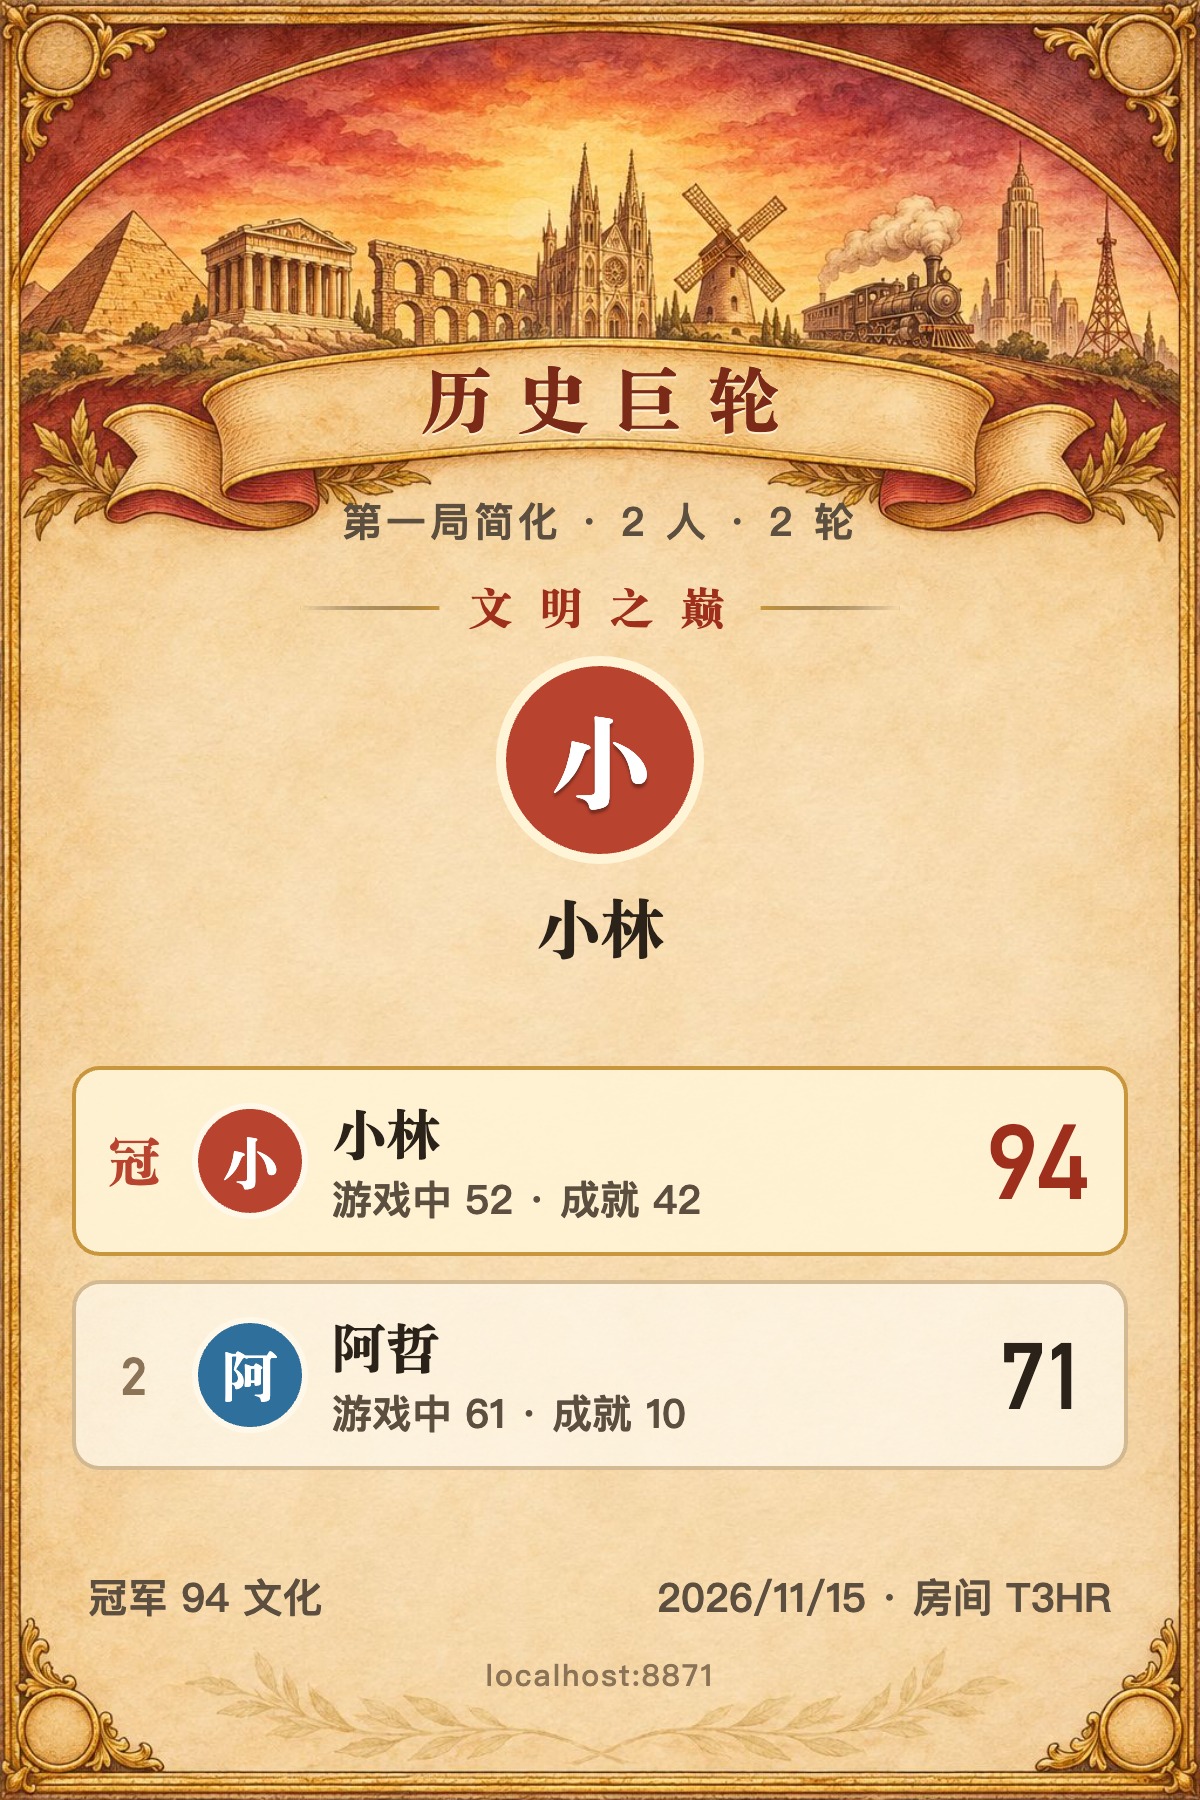 历史巨轮
第一局简化 · 2 人 · 2 轮
文明之巅
小
小林
冠 小 小林 94
游戏中 52 · 成就 42
2 阿 阿哲 71
游戏中 61 · 成就 10
冠军 94 文化
2026/11/15 · 房间 T3HR
localhost:8871